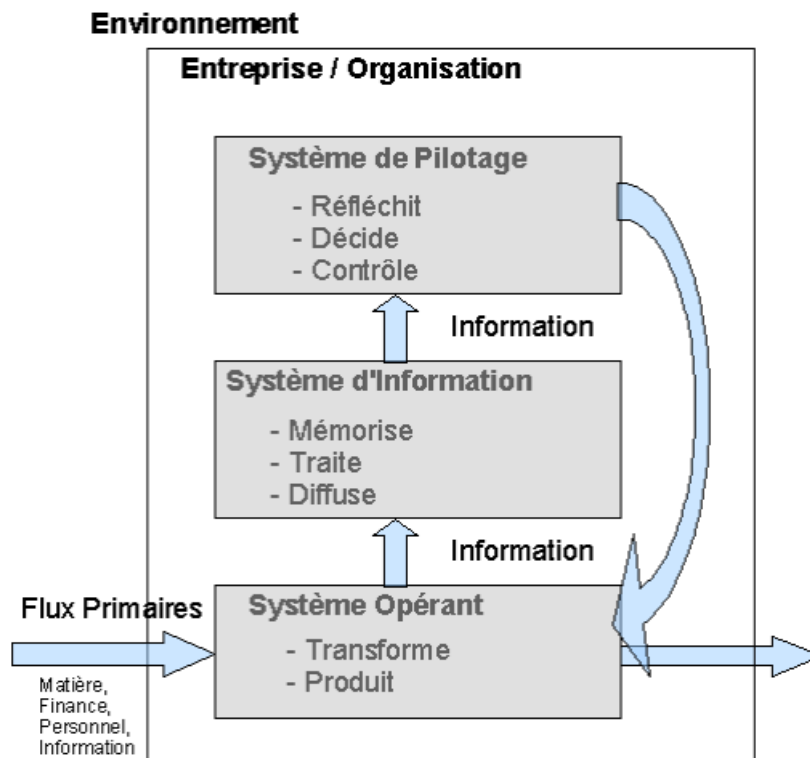 Environnement
Entreprise / Organisation
Système de Pilotage
- Réfléchit
- Décide
- Contrôle
Information
Système d'Information
- Mémorise
- Traite
- Diffuse
Information
Flux Primaires
Système Opérant
- Transforme
- Produit
Matière,
Finance,
Personnel,
Information